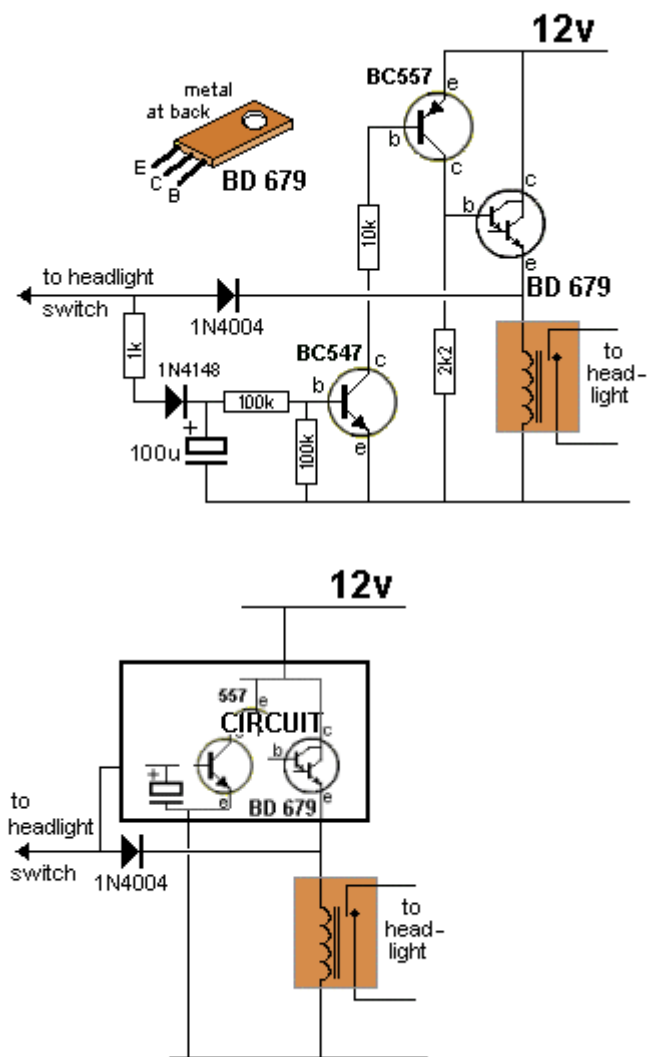 12v
BC557
e
metal
at back
b
c
E
C
B
BD 679
c
b
10k
e
BD 679
to headlight
switch
1N4004
1k
BC547
c
2k2
to
head-
light
1N4148
b
100k
+
100u
100k
e
12v
557
e
CIRCUIT
c
b
+
e
BD 679
e
to
headlight
switch
1N4004
to
head-
light